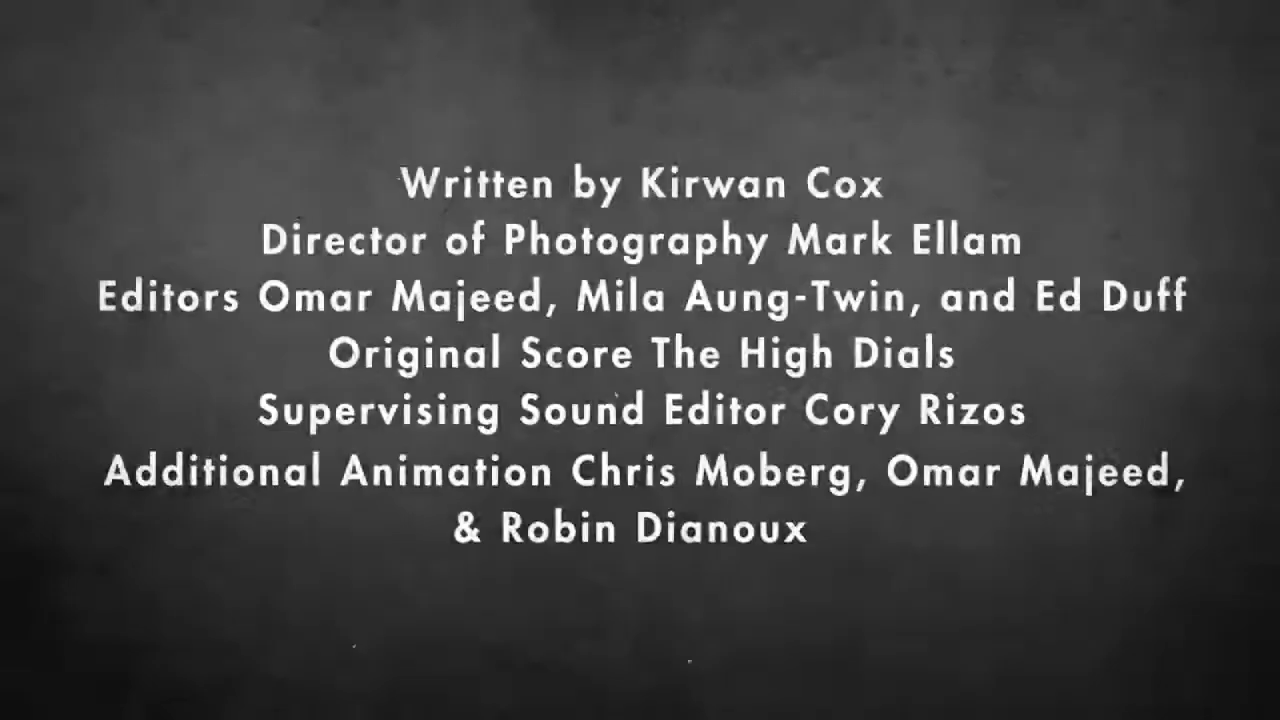 Written by Kirwan Cox
Director of Photography Mark Ellam
Editors Omar Majeed, Mila Aung-Twin, and Ed Duff
Original Score The High Dials
Supervising Sound Editor Cory Rizos
Additional Animation Chris Moberg, Omar Majeed,
& Robin Dianoux